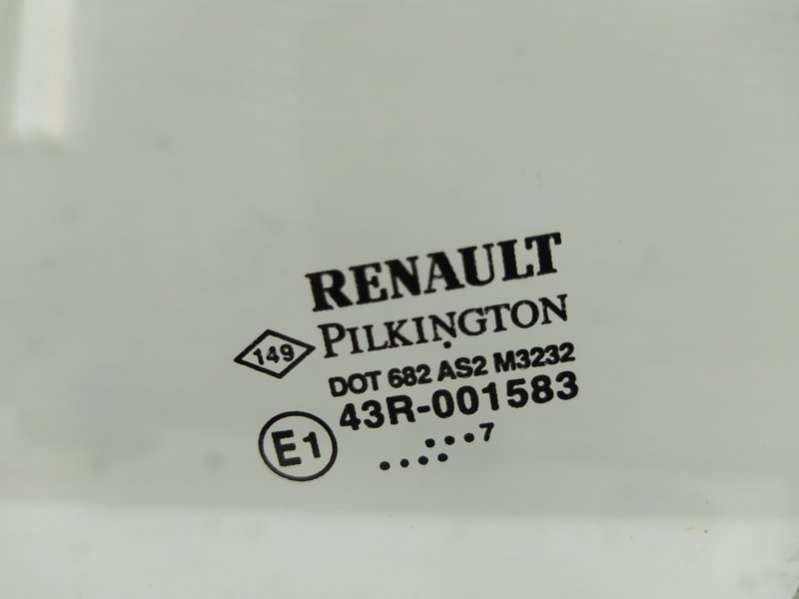 RENAULT
149 PILKINGTON
DOT 682 AS2 M3232
E1 43R-001583
.......7